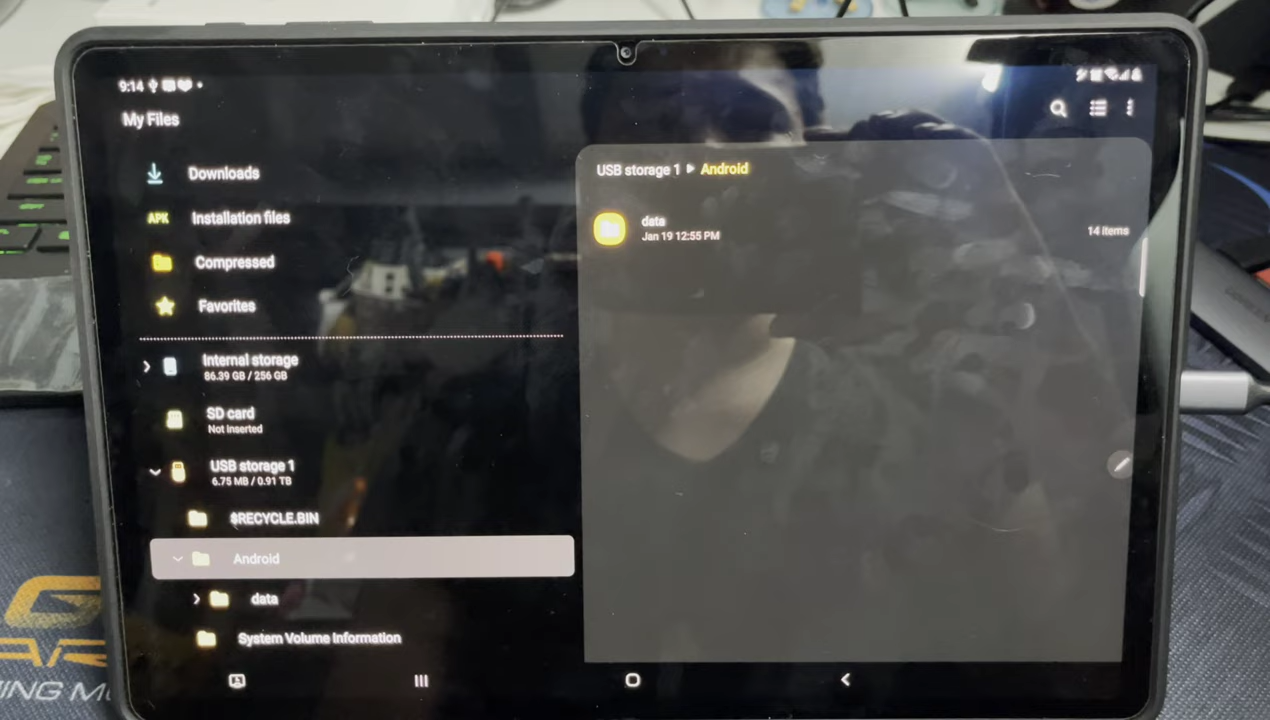 9:14
My Files
Downloads
APK Installation files
Compressed
Favorites
Internal storage
86.39 GB / 256 GB
SD card
Not inserted
USB storage 1
6.75 MB / 0.91 TB
$RECYCLE.BIN
Android
data
System Volume Information
USB storage 1 Android
data
Jan 19 12:55 PM
14 items